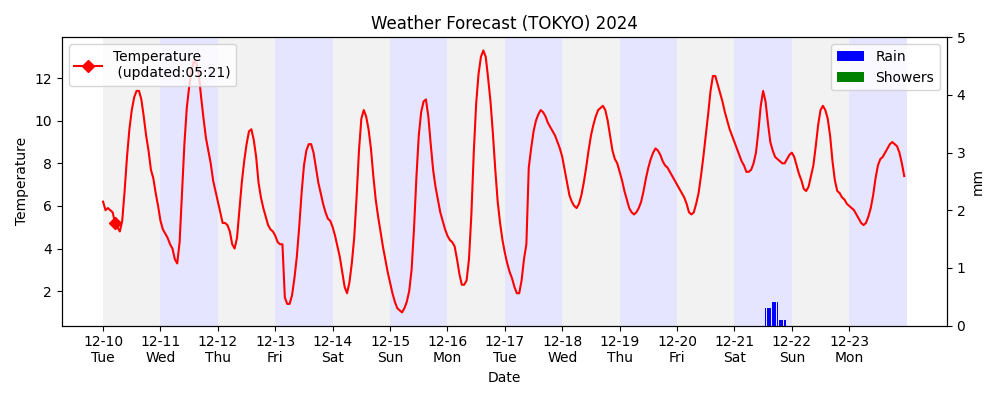 Weather Forecast (TOKYO) 2024
Temperature
(updated:05:21)
Rain
Showers
Temperature
12
10
8
6
4
2
5
4
3
2
1
0
mm
12-10 12-11 12-12 12-13 12-14 12-15 12-16 12-17 12-18 12-19 12-20 12-21 12-22 12-23
Tue Wed Thu Fri Sat Sun Mon Tue Wed Thu Fri Sat Sun Mon
Date